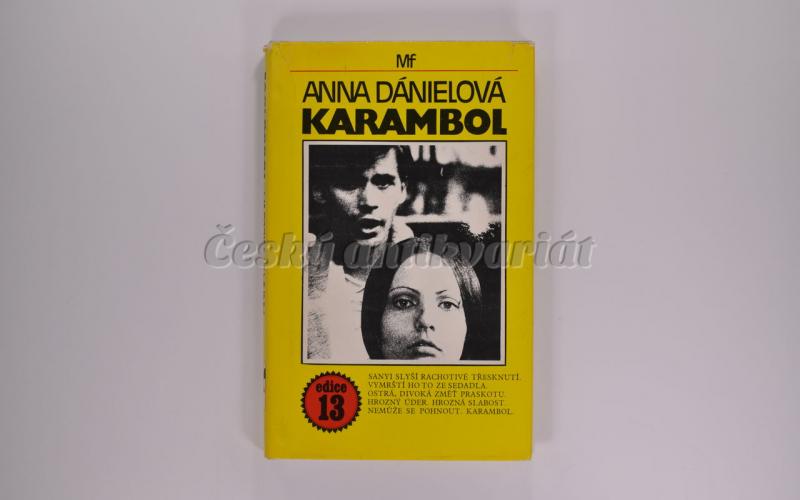 Mf
ANNA DÁNIELOVÁ
KARAMBOL
Český antikvariát
edice
13
SANYI SLYŠÍ RACHOTIVÉ TŘESKNUTÍ.
VYMRŠTÍ HO TO ZE SEDADLA.
OSTRÁ, DIVOKÁ ZMĚŤ PRASKOTU.
HROZNÝ ÚDER. HROZNÁ SLABOST.
NEMŮŽE SE POHNOUT. KARAMBOL.